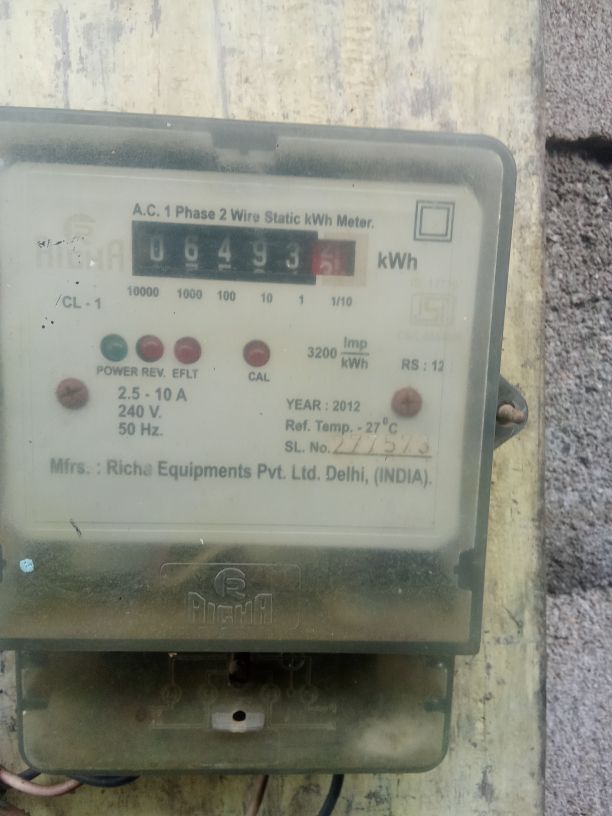 A.C. 1 Phase 2 Wire Static kWh Meter.
RICHA
0 6 4 9 3
kWh
10000 1000 100 10 1 1/10
CL - 1
3200 Imp/kWh
POWER REV. EFLT
CAL
RS : 12
2.5 - 10 A
240 V.
50 Hz.
YEAR : 2012
Ref. Temp. - 27°C
SL. No. 277573
Mfrs. : Richa Equipments Pvt. Ltd. Delhi, (INDIA).
R
RICHA